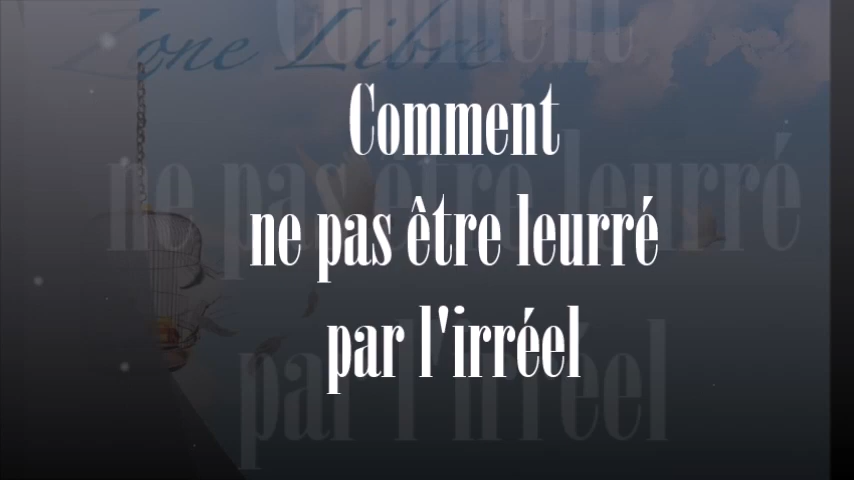 Zone Libre
Comment
ne pas être leurré
par l'irréel